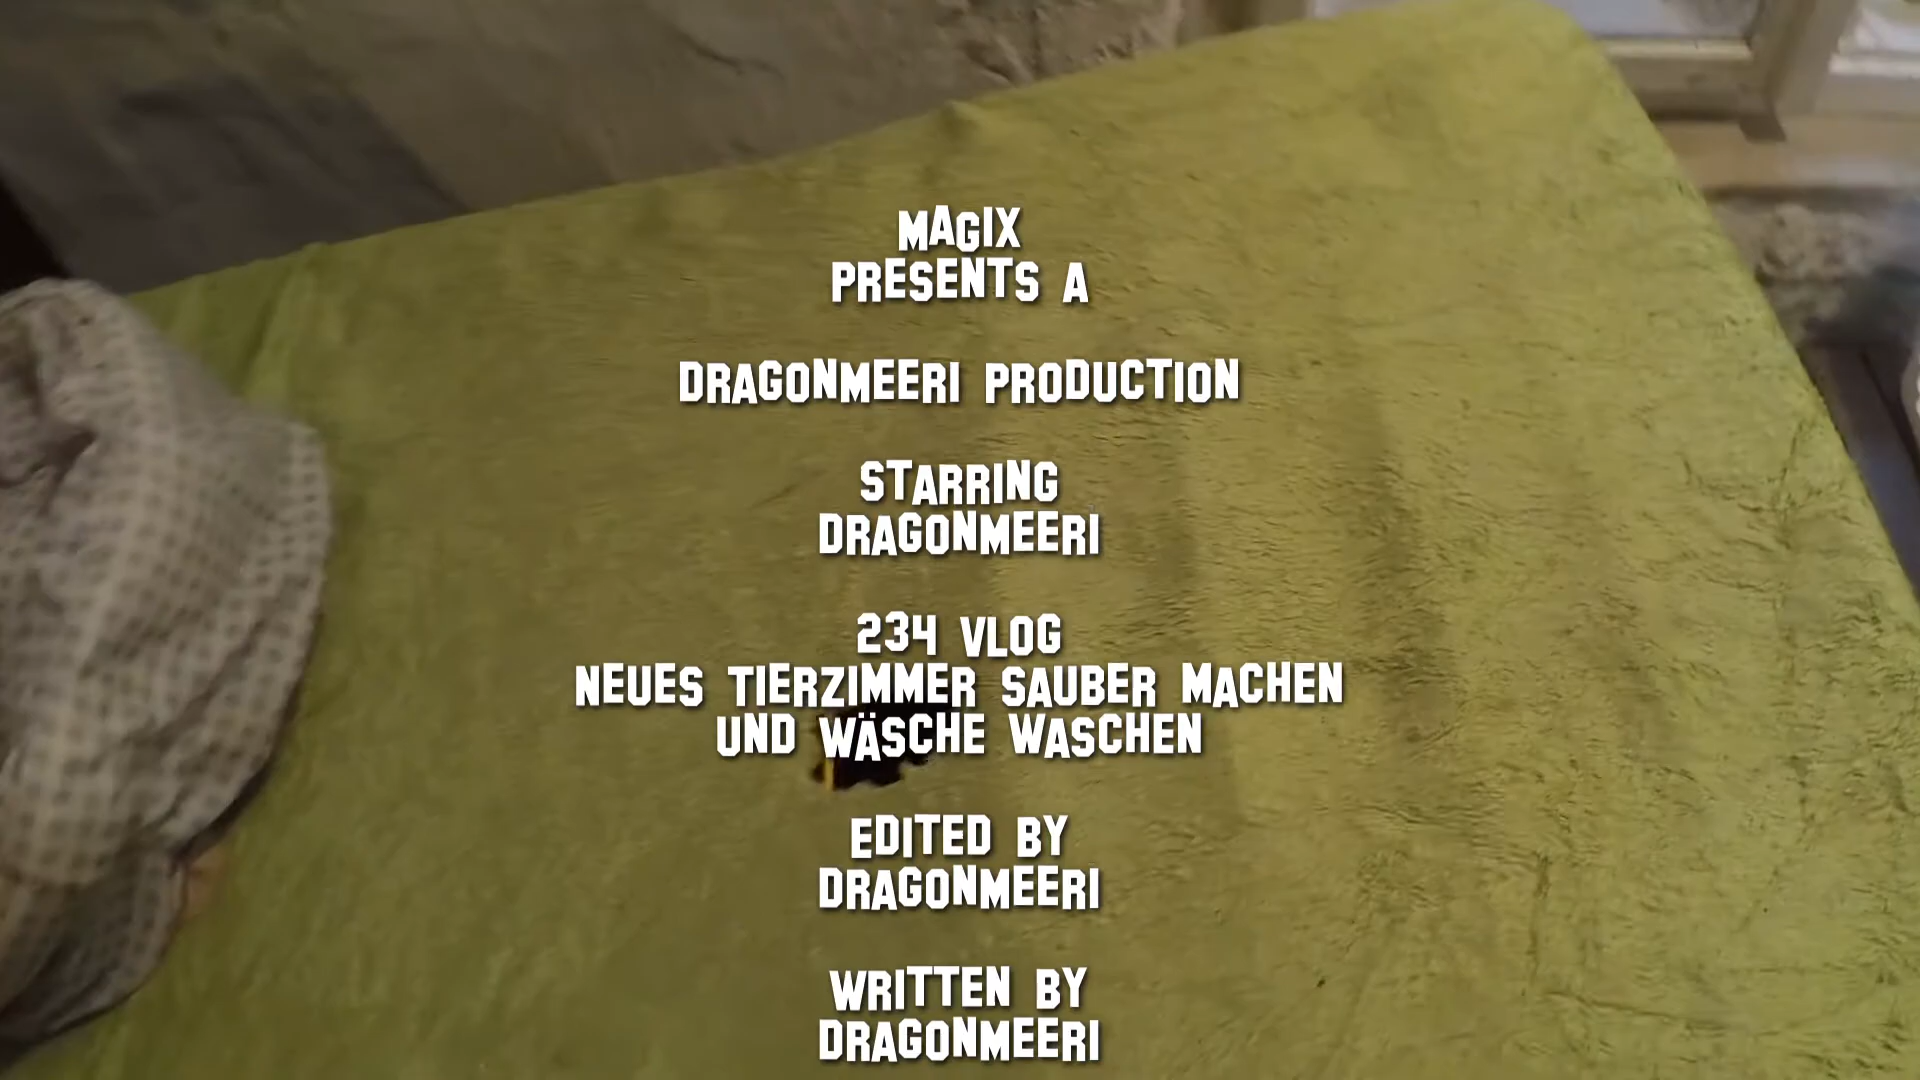 MAGIX
PRESENTS A
DRAGONMEERI PRODUCTION
STARRING
DRAGONMEERI
234 VLOG
NEUES TIERZIMMER SAUBER MACHEN
UND WÄSCHE WASCHEN
EDITED BY
DRAGONMEERI
WRITTEN BY
DRAGONMEERI